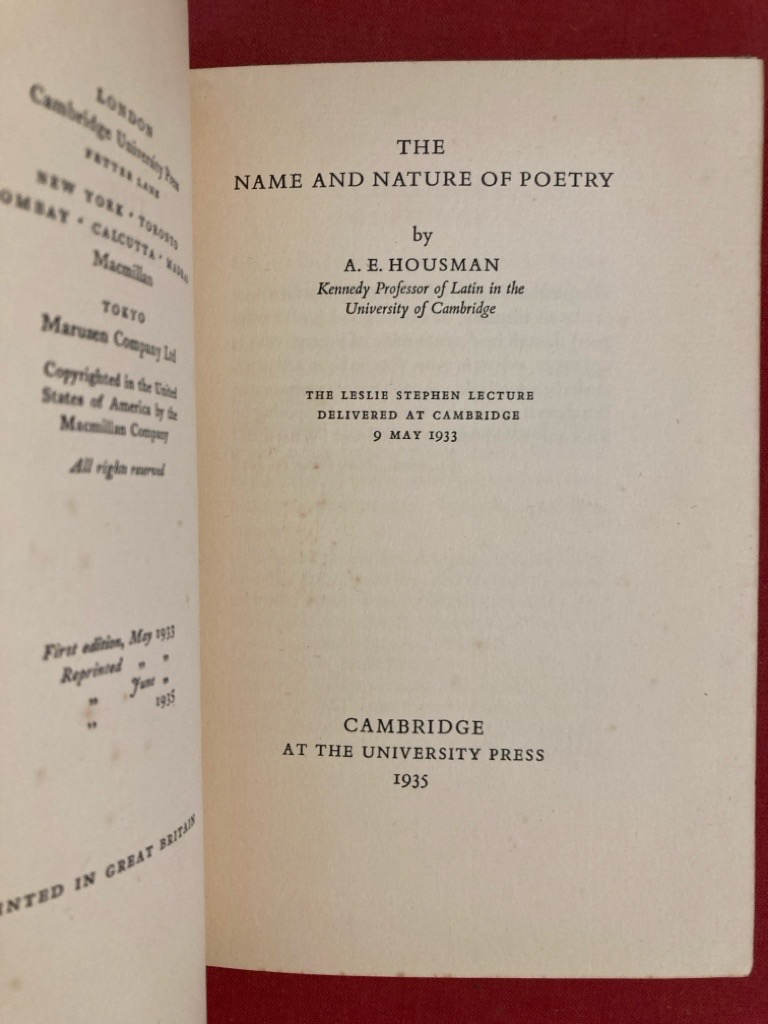 LONDON
Cambridge University Press
FETTER LANE
NEW YORK · TORONTO
OMBAY · CALCUTTA · MADRAS
Macmillan
TOKYO
Maruzen Company Ltd
Copyrighted in the United
States of America by the
Macmillan Company
All rights reserved
First edition, May 1933
Reprinted " "
" June "
" 1935
INTED IN GREAT BRITAIN
THE
NAME AND NATURE OF POETRY
by
A. E. HOUSMAN
Kennedy Professor of Latin in the
University of Cambridge
THE LESLIE STEPHEN LECTURE
DELIVERED AT CAMBRIDGE
9 MAY 1933
CAMBRIDGE
AT THE UNIVERSITY PRESS
1935